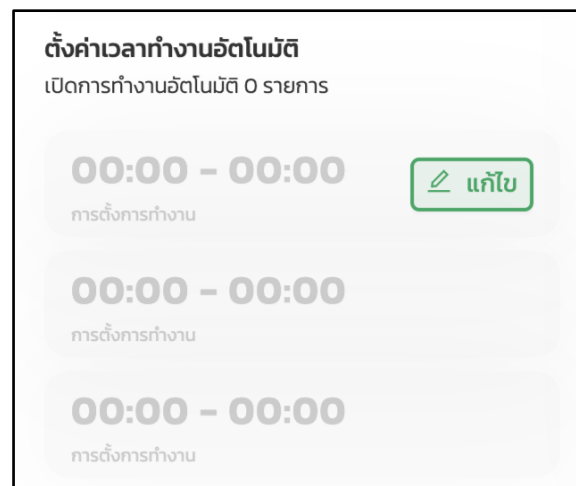 ตั้งค่าเวลาทำงานอัตโนมัติ
เปิดการทำงานอัตโนมัติ 0 รายการ
00:00 - 00:00
แก้ไข
การตั้งการทำงาน
00:00 - 00:00
การตั้งการทำงาน
00:00 - 00:00
การตั้งการทำงาน